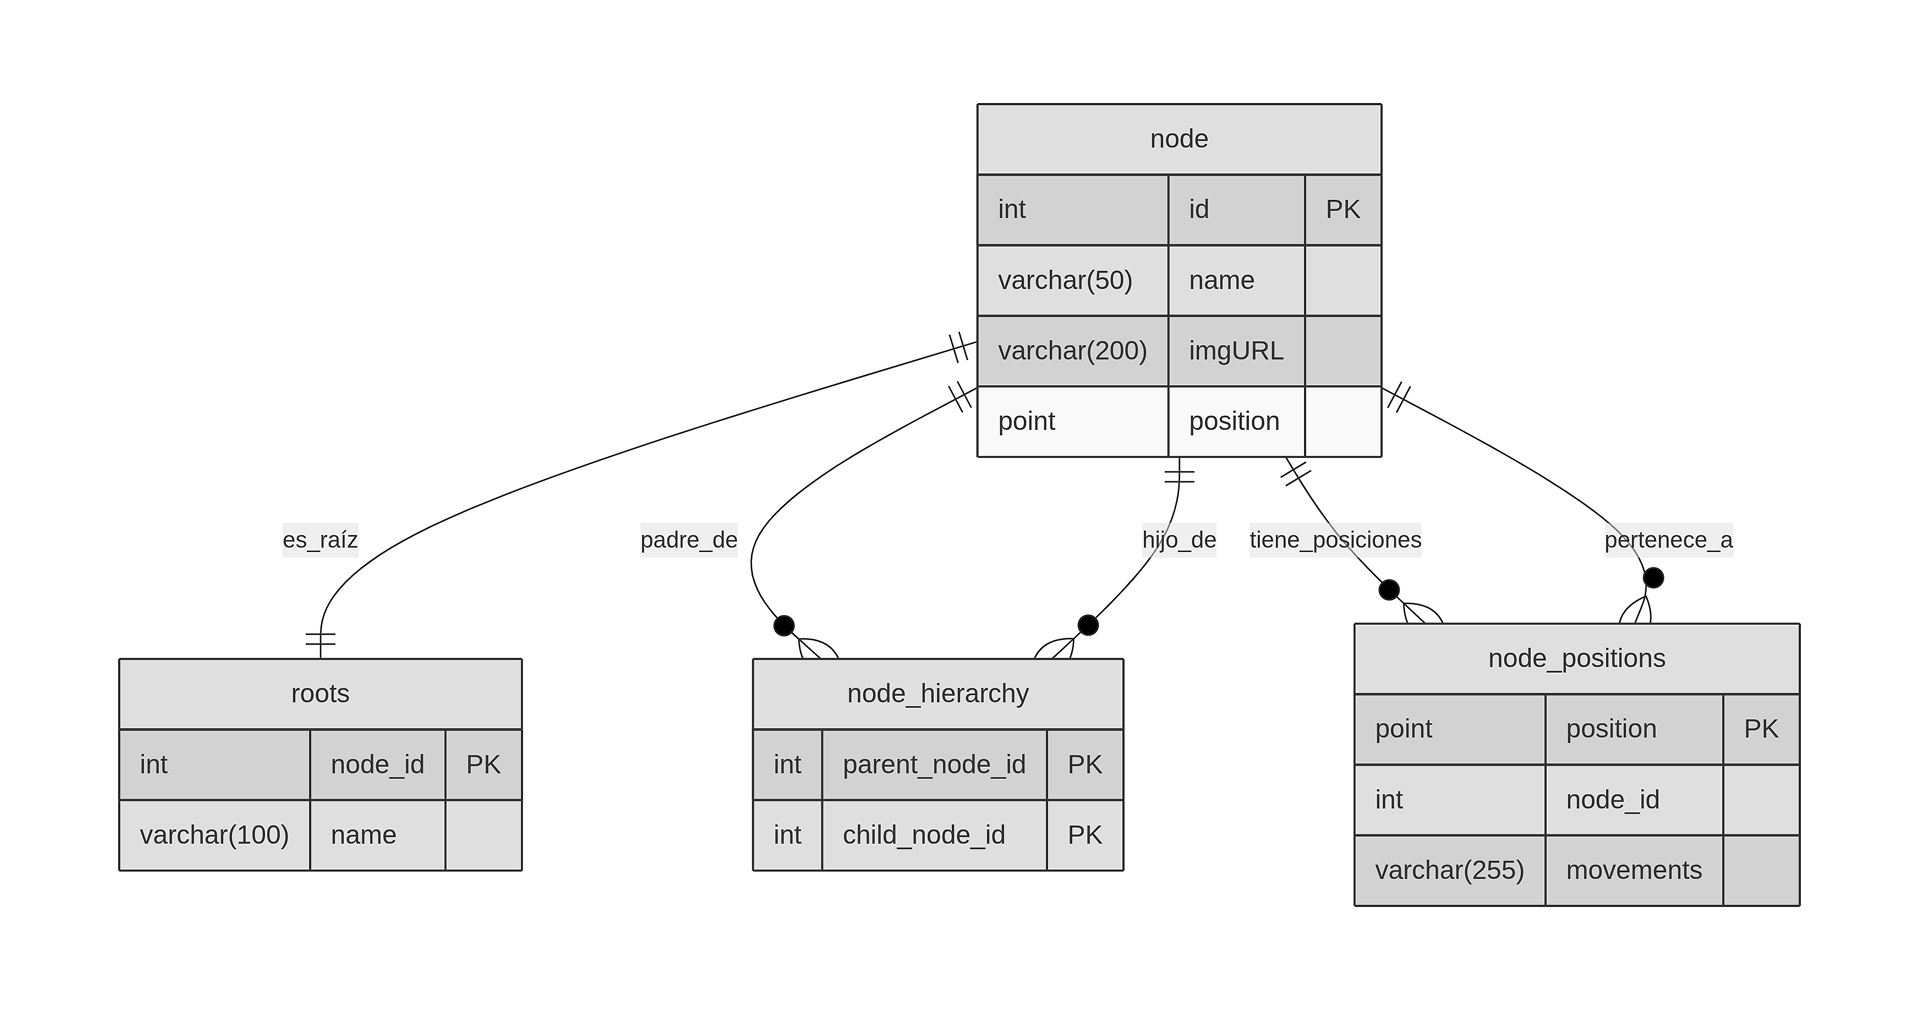 node
int id PK
varchar(50) name
varchar(200) imgURL
point position
es_raíz
padre_de
hijo_de
tiene_posiciones
pertenece_a
roots
int node_id PK
varchar(100) name
node_hierarchy
int parent_node_id PK
int child_node_id PK
node_positions
point position PK
int node_id
varchar(255) movements